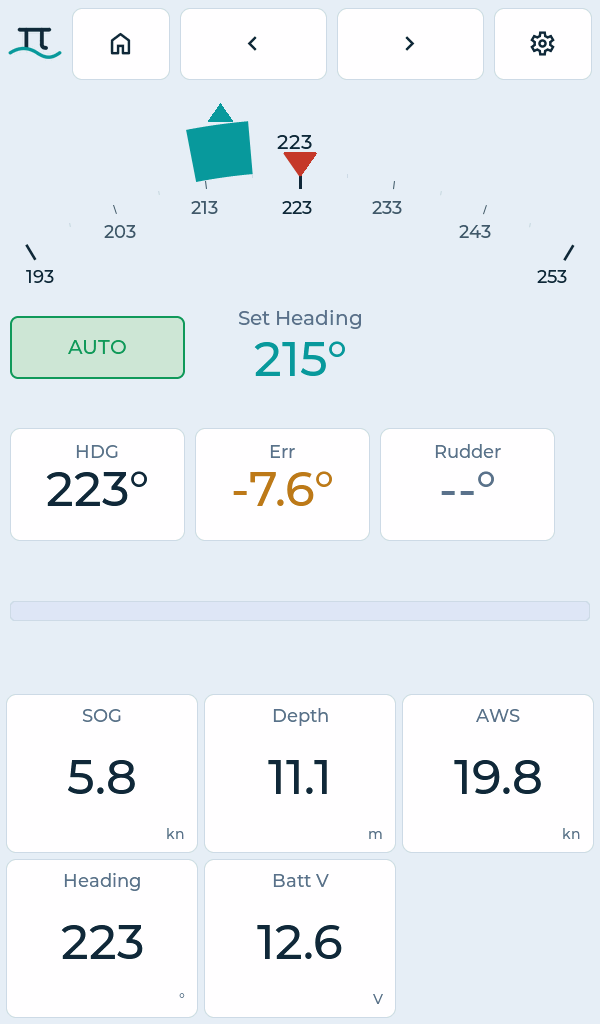 223
213
223
233
203
243
193
253
Set Heading
AUTO
215°
HDG
Err
Rudder
223°
-7.6°
--°
SOG
Depth
AWS
5.8
11.1
19.8
kn
m
kn
Heading
Batt V
223
12.6
°
V